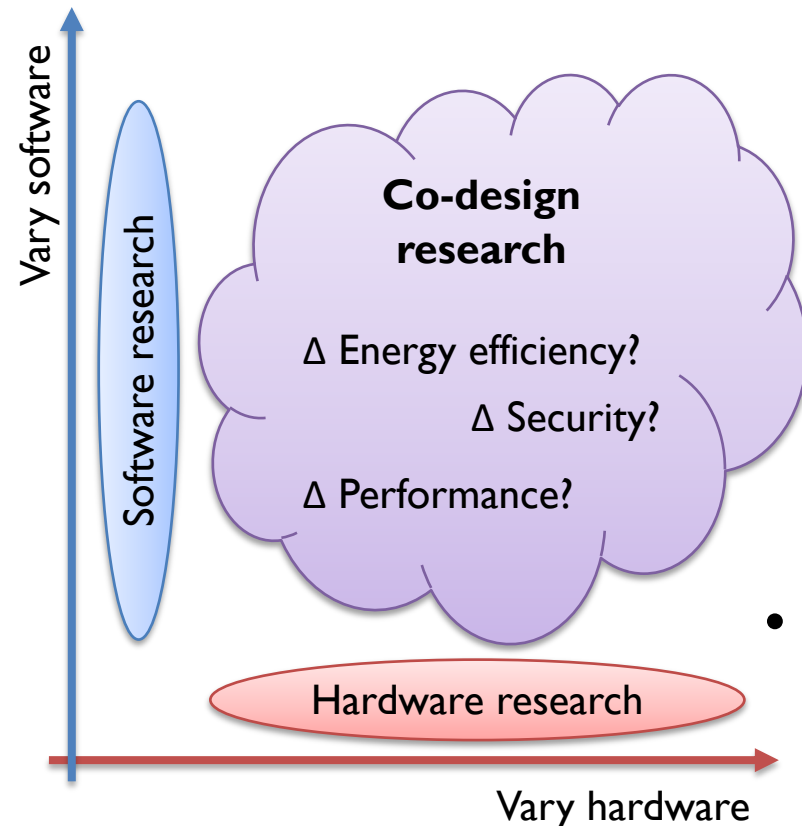 Vary software
Software research
Co-design
research
Δ Energy efficiency?
Δ Security?
Δ Performance?
•
Hardware research
Vary hardware